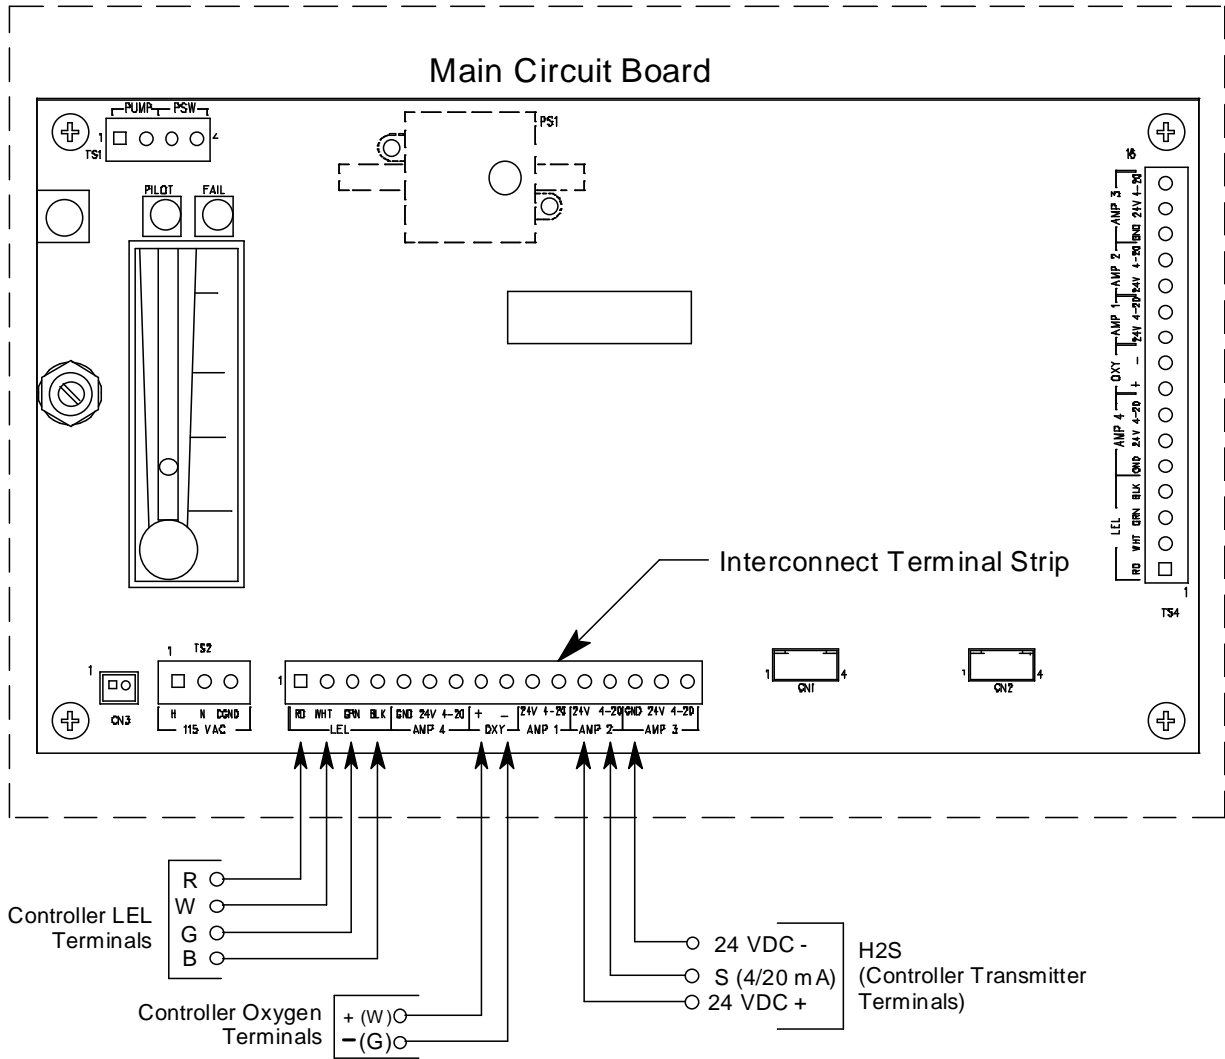 Main Circuit Board
PUMP PSW
1
TS1
PS1
16
PILOT FAIL
AMP 3
GND 24V 4-20
AMP 2
24V 4-20
AMP 1
24V 4-20
OXY
+ -
AMP 4
GND 24V 4-20
LEL
RD WHT GRN BLK
1
TS4
Interconnect Terminal Strip
1
CN3
1 TS2
H N CGND
115 VAC
1
RD WHT GRN BLK GND 24V 4-20 + - 24V 4-20 24V 4-20 GND 24V 4-20
LEL AMP 4 OXY AMP 1 AMP 2 AMP 3
1 4
CN1
1 4
CN2
Controller LEL
Terminals
R
W
G
B
Controller Oxygen
Terminals
+ (W)
- (G)
24 VDC -
S (4/20 mA)
24 VDC +
H2S
(Controller Transmitter
Terminals)